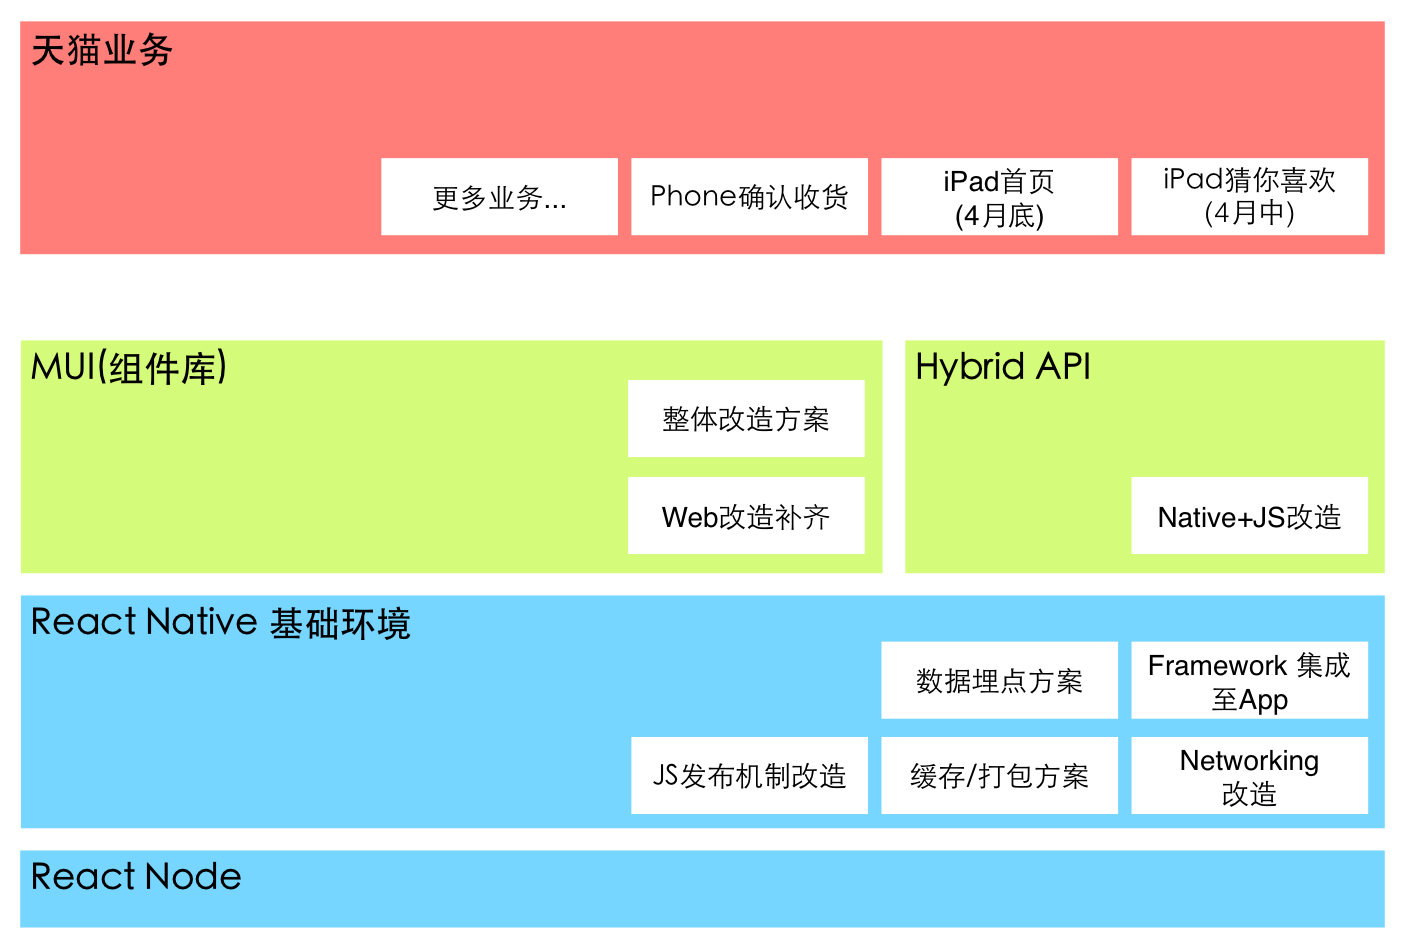 天猫业务
更多业务...
Phone确认收货
iPad首页
(4月底)
iPad猜你喜欢
(4月中)
MUI(组件库)
整体改造方案
Web改造补齐
Hybrid API
Native+JS改造
React Native 基础环境
数据埋点方案
Framework 集成
至App
JS发布机制改造
缓存/打包方案
Networking
改造
React Node